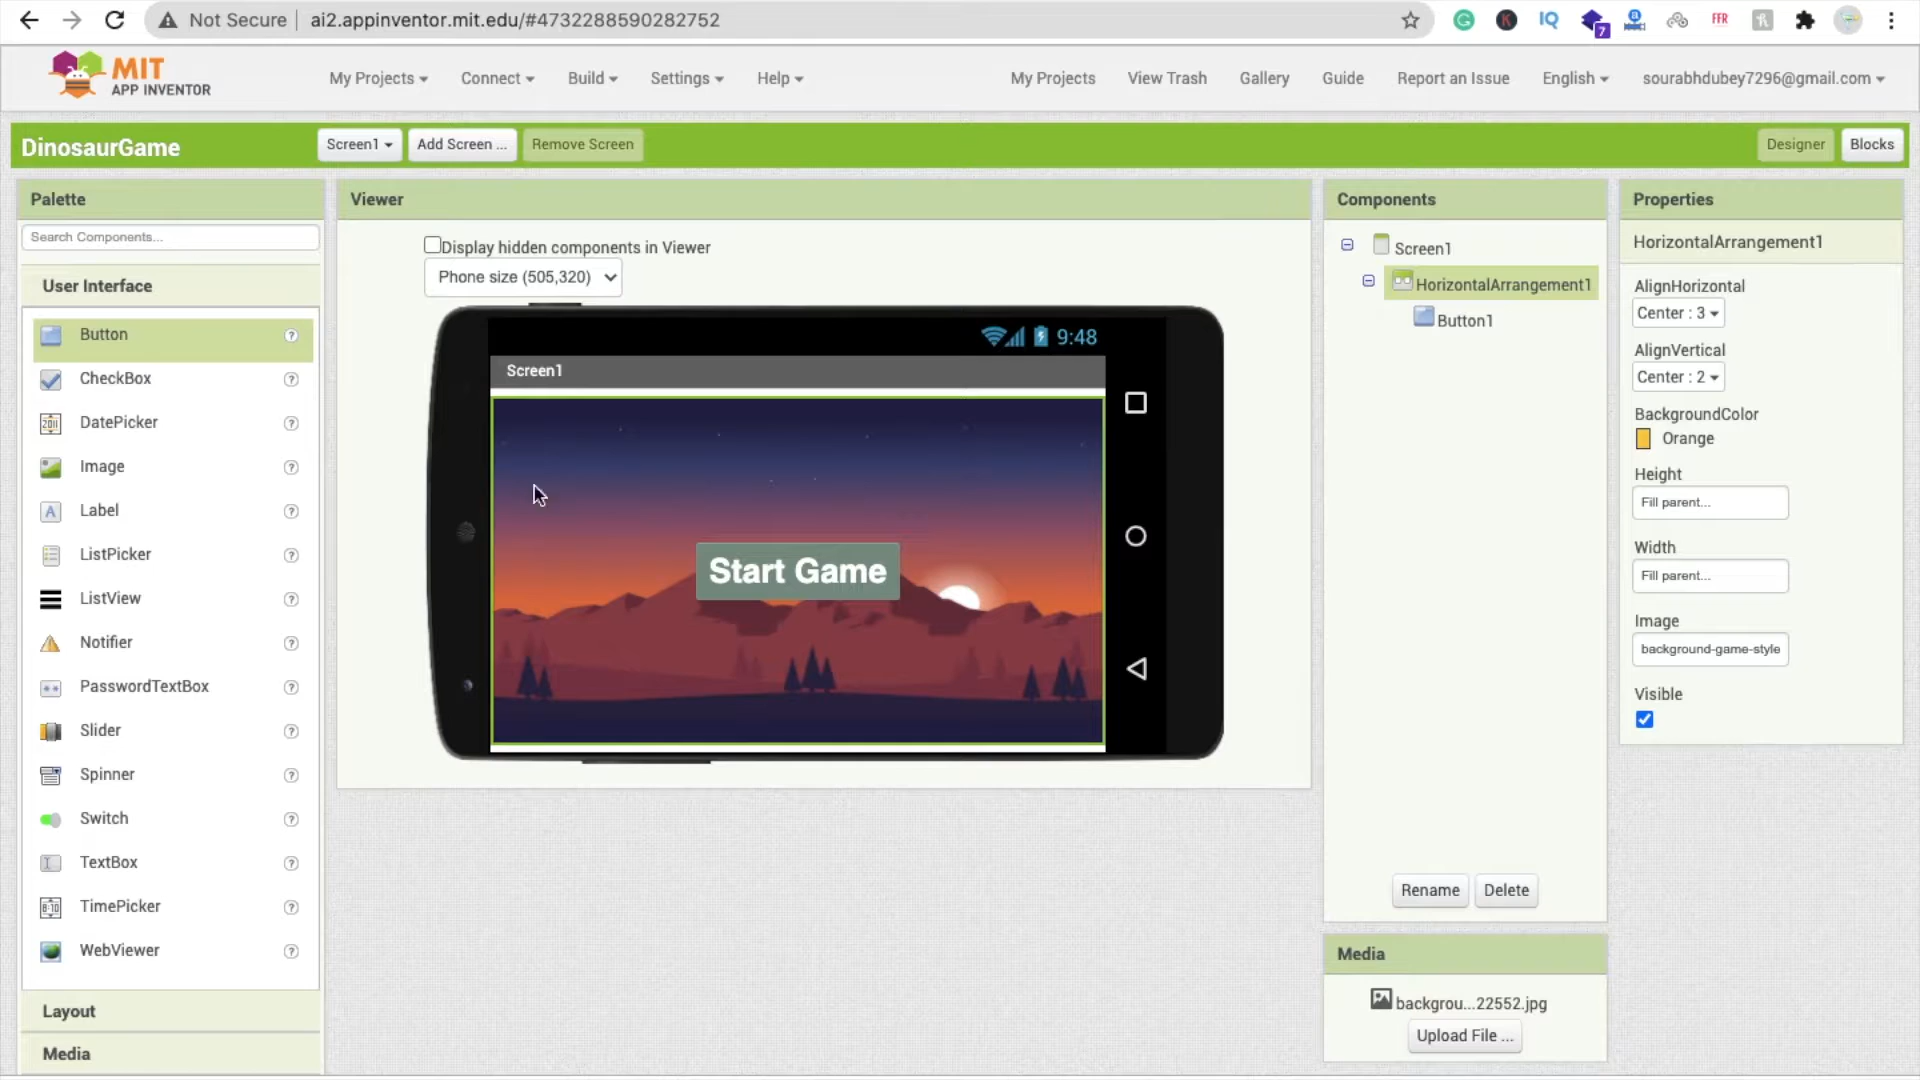 Not Secure ai2.appinventor.mit.edu/#4732288590282752
IQ 7 FFR
MIT
APP INVENTOR
My Projects Connect Build Settings Help My Projects View Trash Gallery Guide Report an Issue English sourabhdubey7296@gmail.com
DinosaurGame Screen1 Add Screen ... Remove Screen Designer Blocks
Palette
Search Components...
User Interface
Button
CheckBox
DatePicker
Image
Label
ListPicker
ListView
Notifier
PasswordTextBox
Slider
Spinner
Switch
TextBox
TimePicker
WebViewer
Layout
Media
Viewer
Display hidden components in Viewer
Phone size (505,320)
9:48
Screen1
Start Game
Components
Screen1
HorizontalArrangement1
Button1
Rename Delete
Media
backgrou...22552.jpg
Upload File ...
Properties
HorizontalArrangement1
AlignHorizontal
Center : 3
AlignVertical
Center : 2
BackgroundColor
Orange
Height
Fill parent...
Width
Fill parent...
Image
background-game-style
Visible